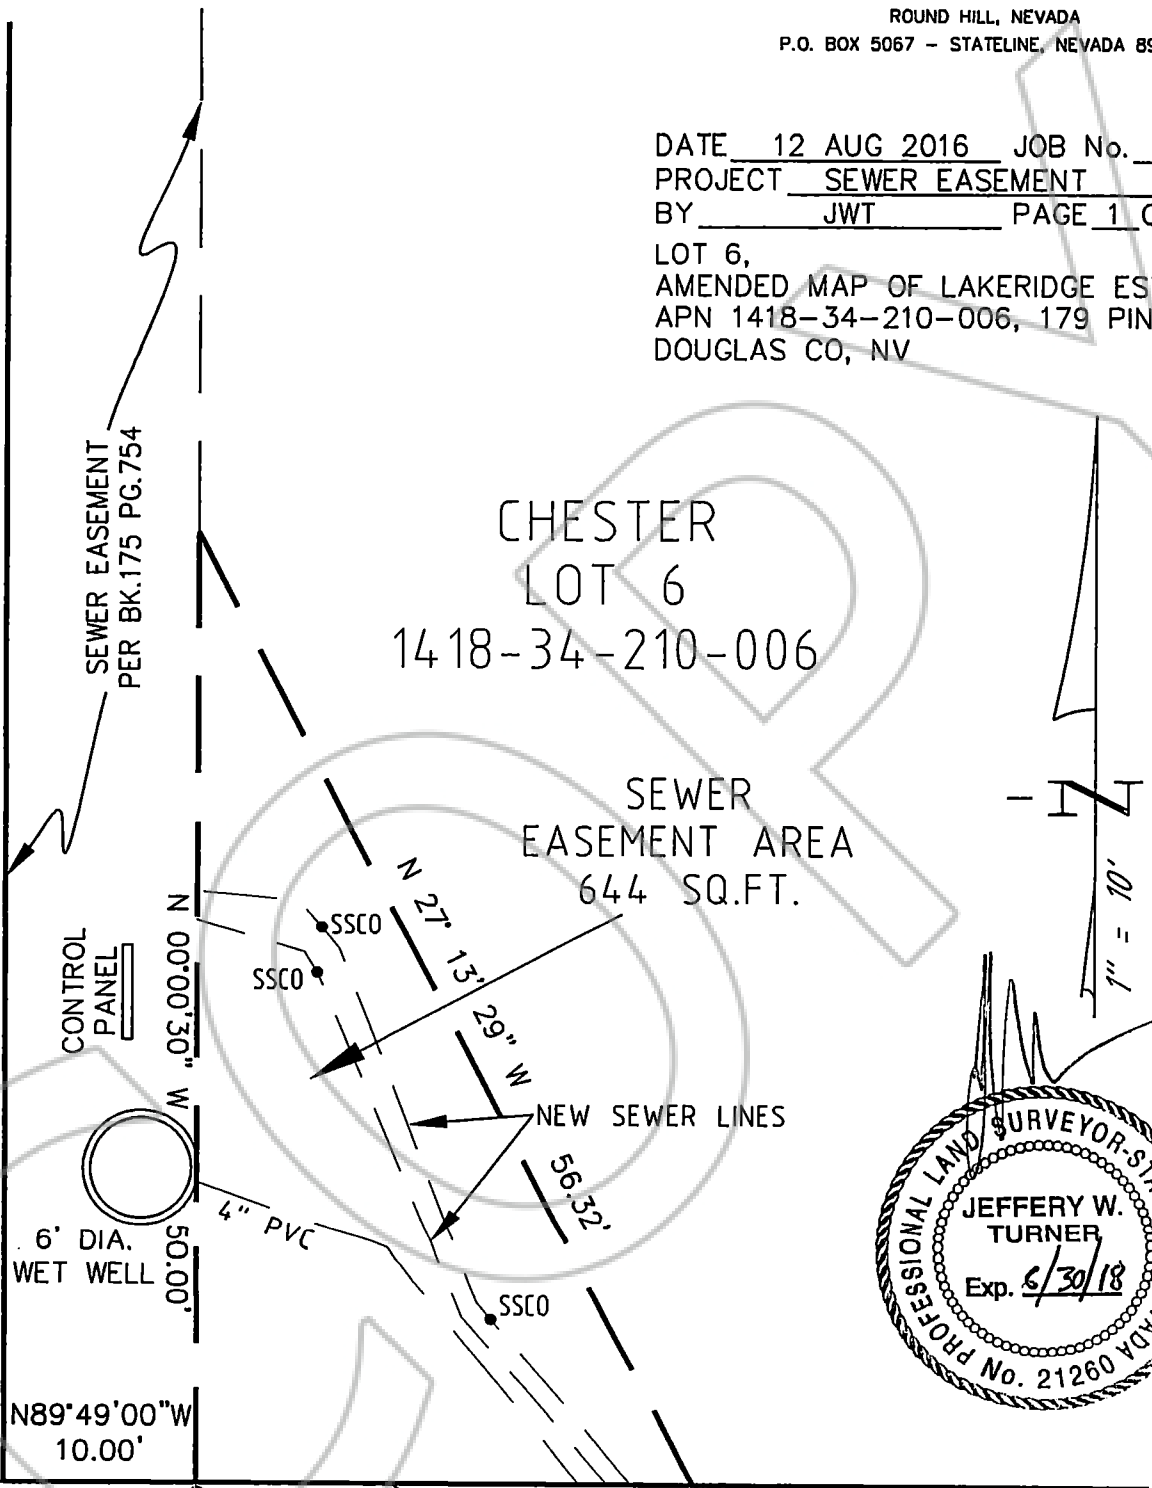 ROUND HILL, NEVADA
P.O. BOX 5067 - STATELINE, NEVADA
DATE 12 AUG 2016 JOB No.
PROJECT SEWER EASEMENT
BY JWT PAGE 1
LOT 6,
AMENDED MAP OF LAKERIDGE
APN 1418-34-210-006, 179
DOUGLAS CO, NV
SEWER EASEMENT
PER BK.175 PG.754
CHESTER
LOT 6
1418-34-210-006
SEWER
EASEMENT AREA
644 SQ.FT.
N
1" = 10'
N 27° 13' 29" W 56.32'
N 00°00'30" W 50.00'
CONTROL
PANEL
SSCO
SSCO
NEW SEWER LINES
4" PVC
6' DIA.
WET WELL
SSCO
N89°49'00"W
10.00'
PROFESSIONAL LAND SURVEYOR-
JEFFERY W.
TURNER
Exp. 6/30/18
No. 21260
COPY